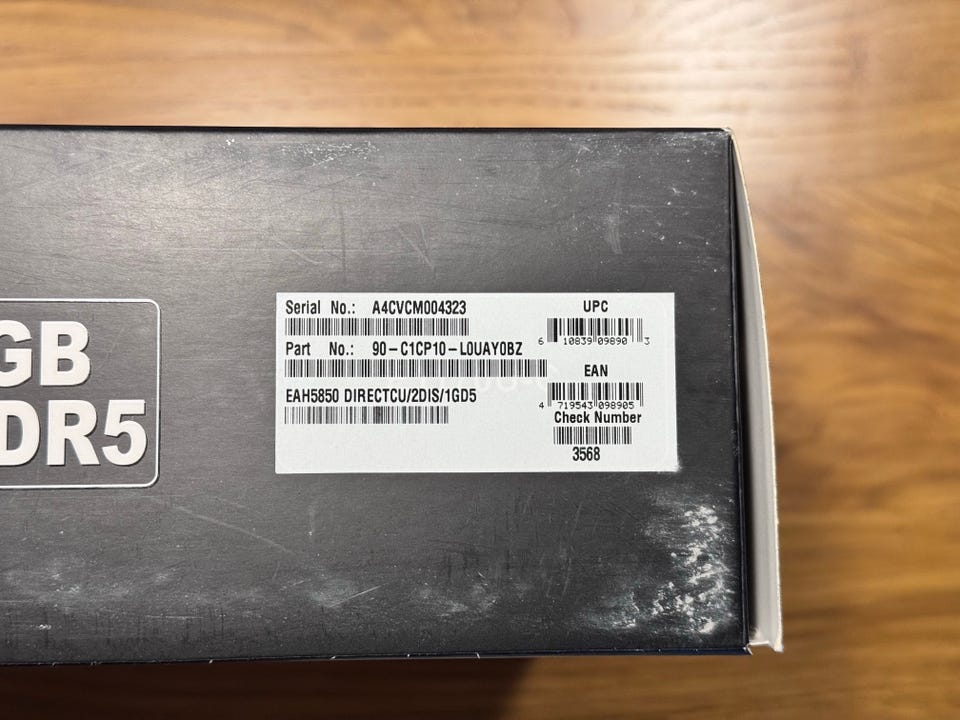 GB
DR5
Serial No.: A4CVCM004323
Part No.: 90-C1CP10-L0UAY0BZ
EAH5850 DIRECTCU/2DIS/1GD5
UPC
6 10839 09890 3
EAN
4 719543 098905
Check Number
3568